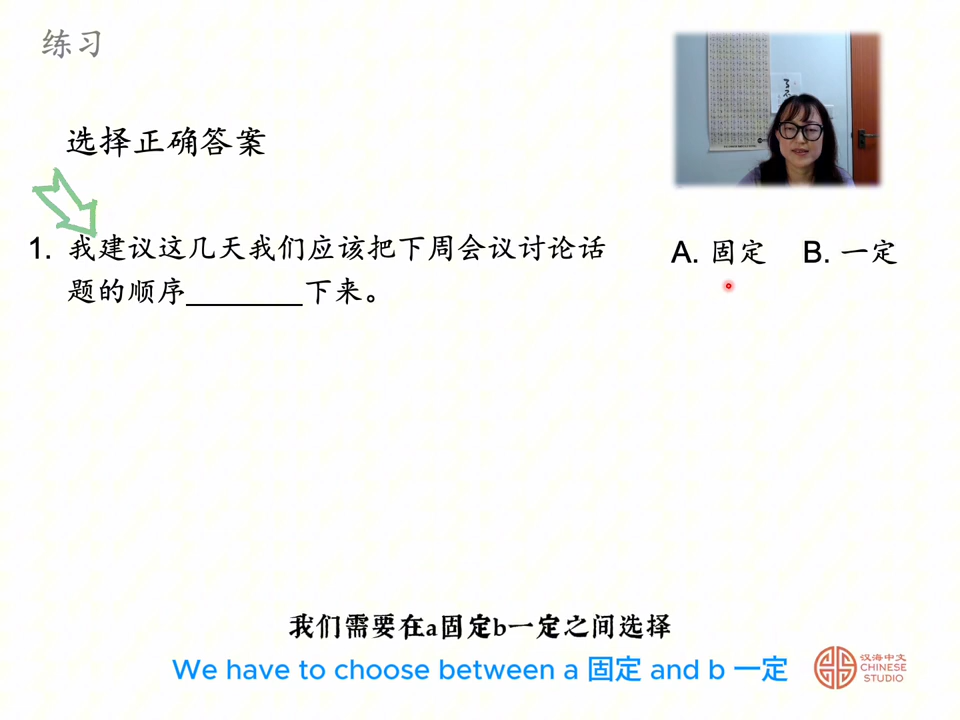 练习
选择正确答案
1. 我建议这几天我们应该把下周会议讨论话
题的顺序________下来。
A. 固定 B. 一定
我们需要在a固定b一定之间选择
We have to choose between a 固定 and b 一定
汉海中文
CHINESE
STUDIO